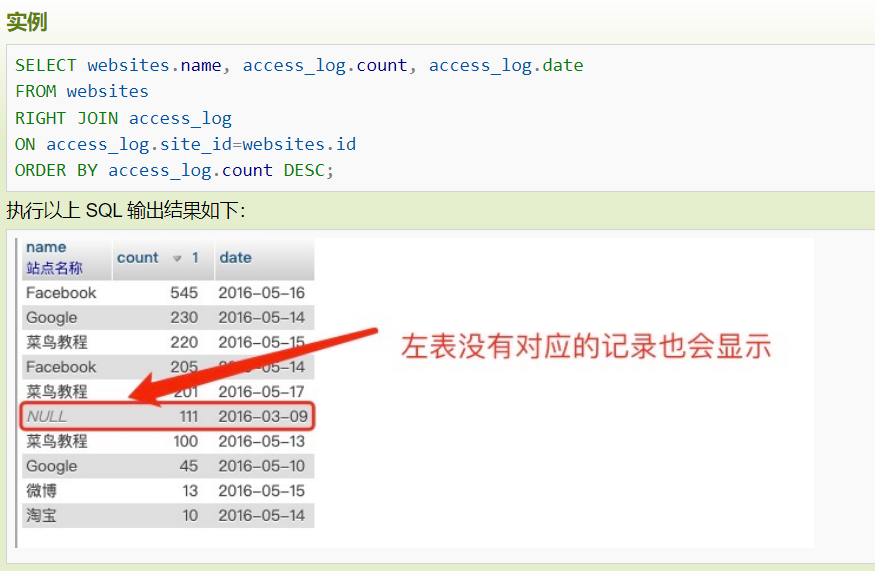 实例
SELECT websites.name, access_log.count, access_log.date
FROM websites
RIGHT JOIN access_log
ON access_log.site_id=websites.id
ORDER BY access_log.count DESC;
执行以上 SQL 输出结果如下：
name 站点名称 count 1 date
Facebook 545 2016-05-16
Google 230 2016-05-14
菜鸟教程 220 2016-05-15
左表没有对应的记录也会显示
Facebook 205 2016-05-14
菜鸟教程 201 2016-05-17
NULL 111 2016-03-09
菜鸟教程 100 2016-05-13
Google 45 2016-05-10
微博 13 2016-05-15
淘宝 10 2016-05-14